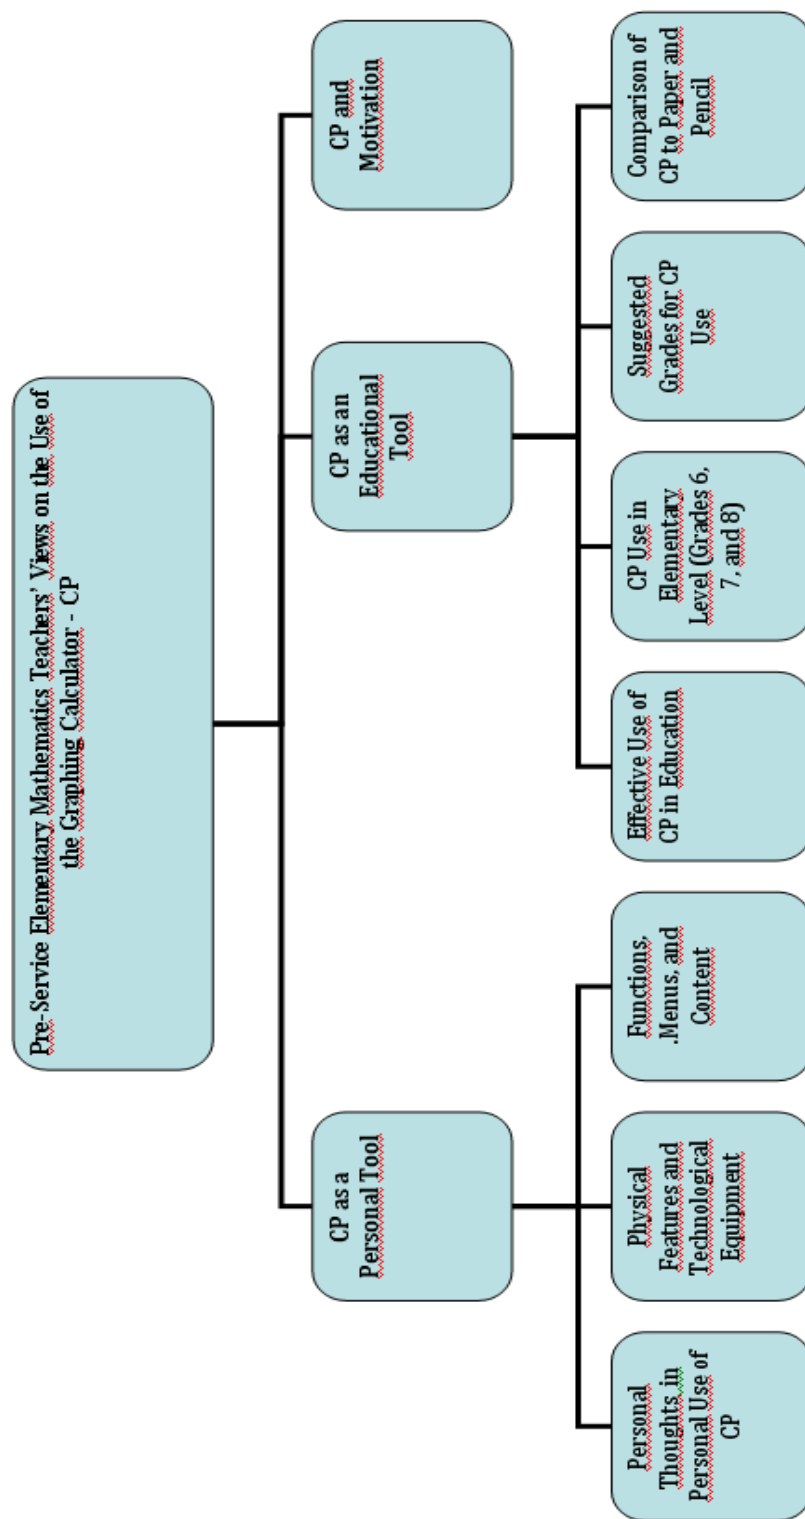 Pre-Service Elementary Mathematics Teachers' Views on the Use of
the Graphing Calculator - CP
CP as a
Personal Tool
CP as an
Educational
Tool
CP and
Motivation
Personal
Thoughts in
Personal Use of
CP
Physical
Features and
Technological
Equipment
Functions,
.Menus, and
Content
Effective Use of
CP in Education
CP Use in
Elementary
Level (Grades 6,
7, and 8)
Suggested
Grades for CP
Use
Comparison of
CP to Paper and
Pencil